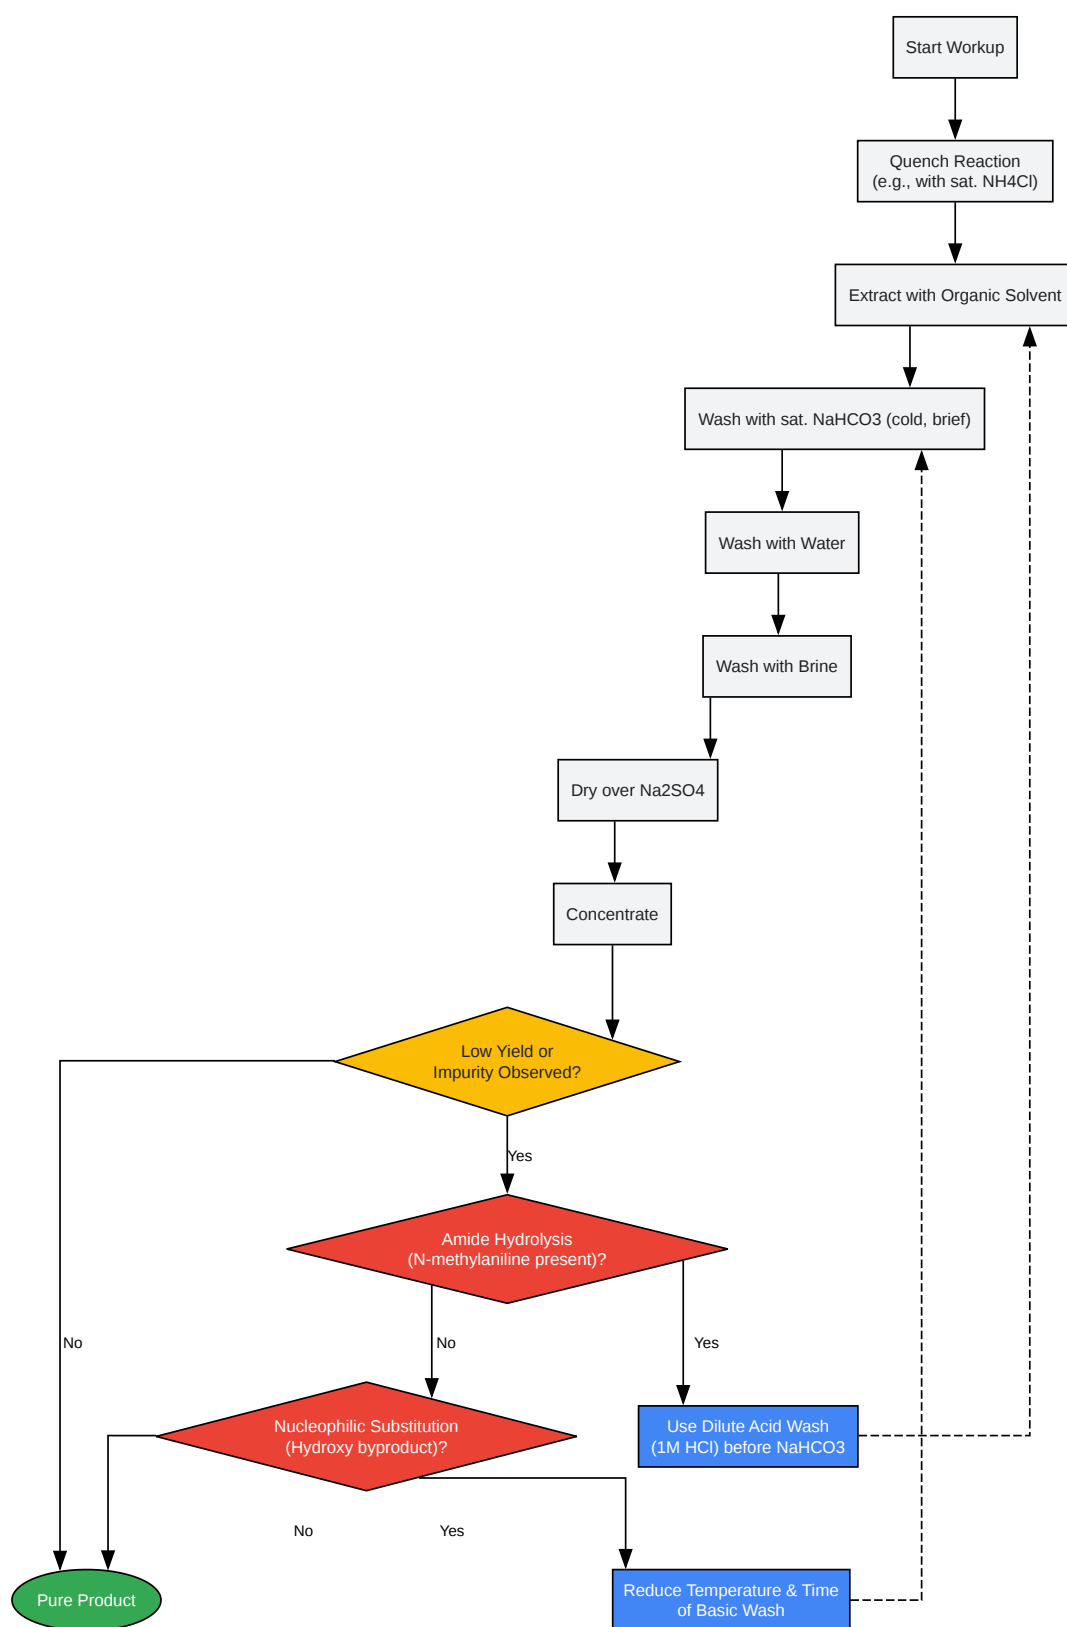 Start Workup
Quench Reaction
(e.g., with sat. NH4Cl)
Extract with Organic Solvent
Wash with sat. NaHCO3 (cold, brief)
Wash with Water
Wash with Brine
Dry over Na2SO4
Concentrate
Low Yield or
Impurity Observed?
Yes
Amide Hydrolysis
(N-methylaniline present)?
No
No
Yes
Nucleophilic Substitution
(Hydroxy byproduct)?
Use Dilute Acid Wash
(1M HCl) before NaHCO3
No
Yes
Pure Product
Reduce Temperature & Time
of Basic Wash